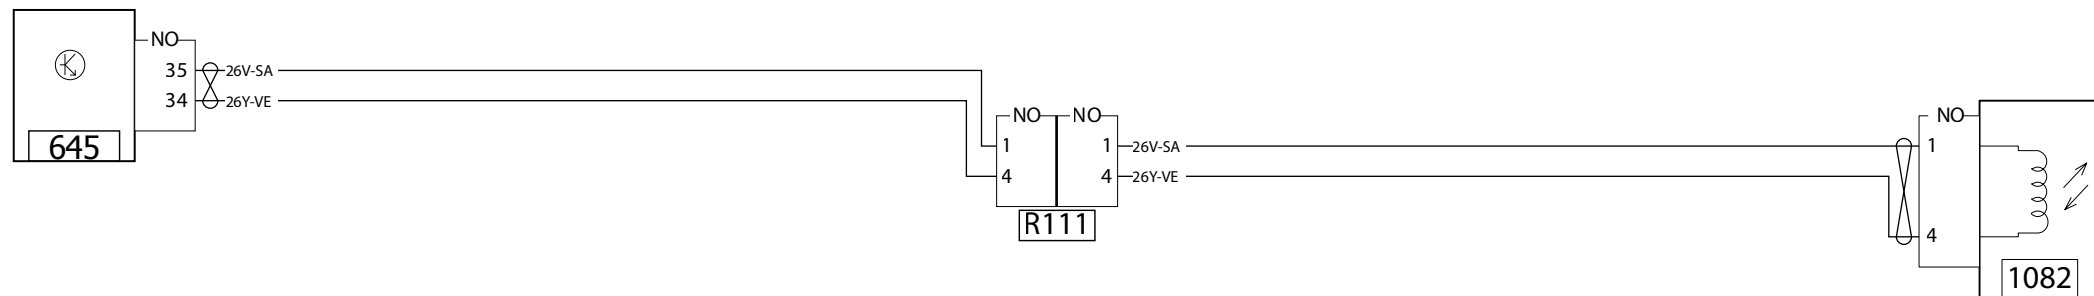 NO
35 26V-SA
34 26Y-VE
645
NO NO
1 1 26V-SA
4 4 26Y-VE
R111
NO
1
4
1082